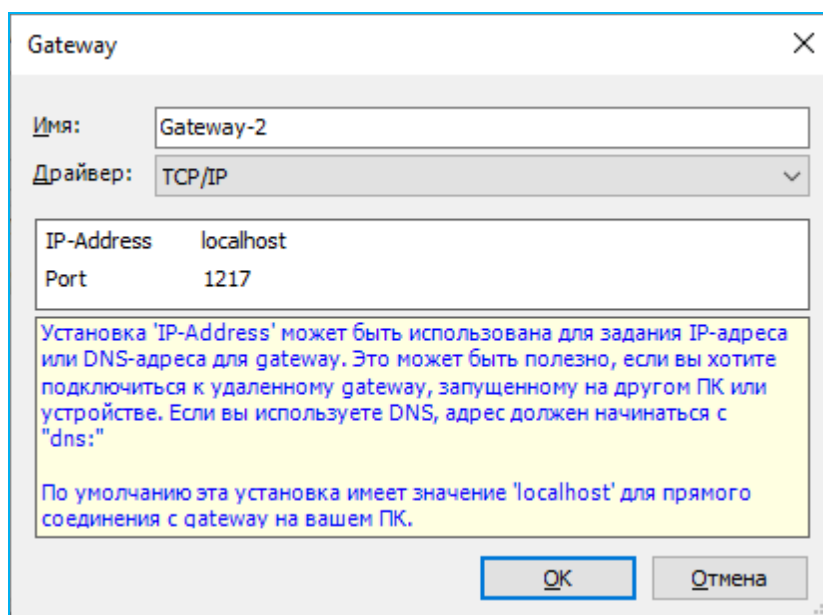 Gateway
Имя: Gateway-2
Драйвер: TCP/IP
IP-Address localhost
Port 1217
Установка 'IP-Address' может быть использована для задания IP-адреса
или DNS-адреса для gateway. Это может быть полезно, если вы хотите
подключиться к удаленному gateway, запущенному на другом ПК или
устройстве. Если вы используете DNS, адрес должен начинаться с
"dns:"
По умолчанию эта установка имеет значение 'localhost' для прямого
соединения с gateway на вашем ПК.
OK Отмена